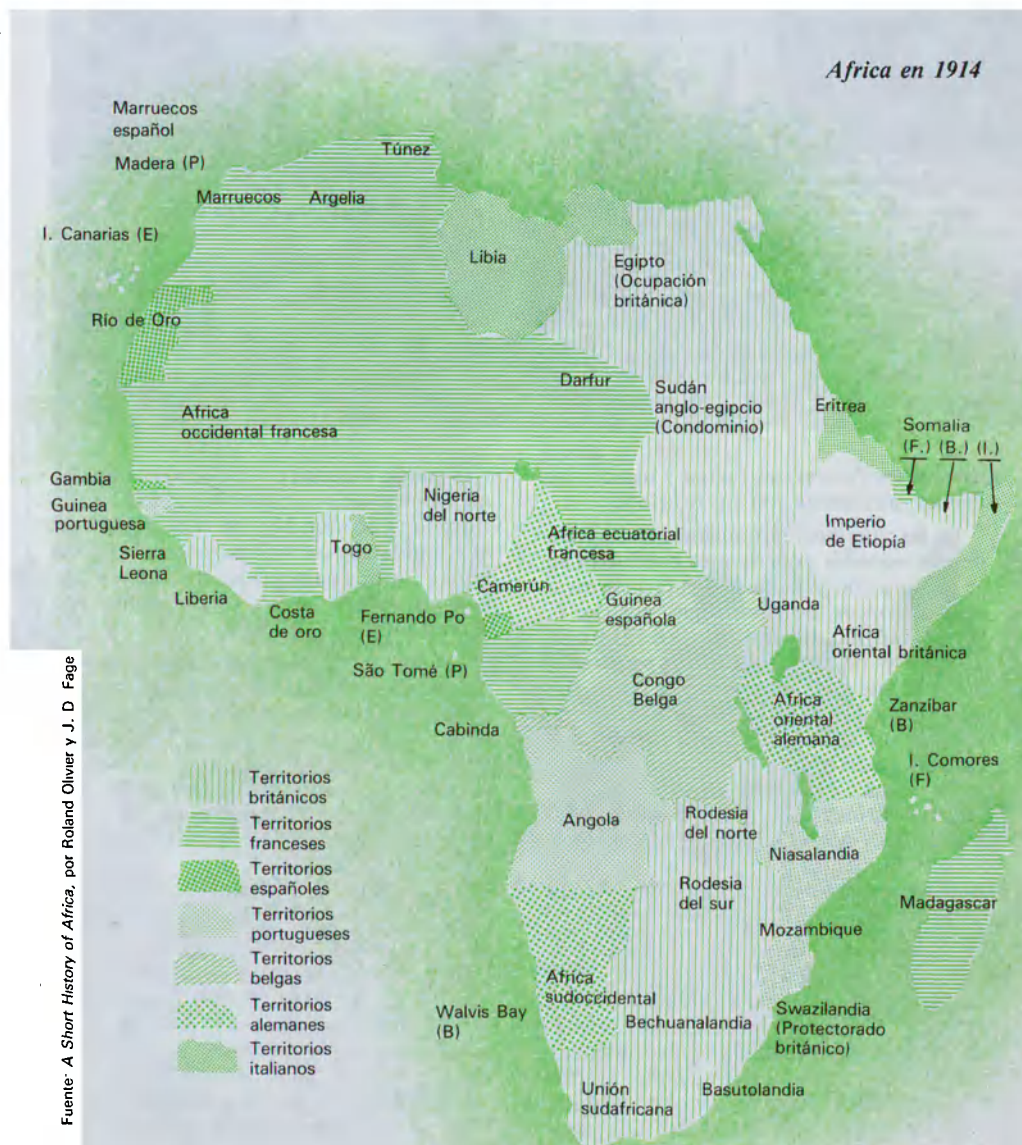 Africa en 1914
Marruecos
español
Madera (P)
Túnez
Marruecos
Argelia
I. Canarias (E)
Libia
Egipto
(Ocupación
británica)
Río de Oro
Darfur
Sudán
anglo-egipcio
(Condominio)
Eritrea
Somalia
(F.) (B.) (I.)
Africa
occidental francesa
Gambia
Guinea
portuguesa
Nigeria
del norte
Imperio
de Etiopía
Africa ecuatorial
francesa
Sierra
Leona
Togo
Camerún
Liberia
Costa
de oro
Fernando Po
(E)
Guinea
española
Uganda
Africa
oriental británica
São Tomé (P)
Congo
Belga
Africa
oriental
alemana
Zanzíbar
(B)
Cabinda
I. Comores
(F)
Angola
Rodesia
del norte
Niasalandia
Rodesia
del sur
Madagascar
Mozambique
Africa
sudoccidental
Walvis Bay
(B)
Bechuanalandia
Swazilandia
(Protectorado
británico)
Unión
sudafricana
Basutolandia
Territorios
británicos
Territorios
franceses
Territorios
españoles
Territorios
portugueses
Territorios
belgas
Territorios
alemanes
Territorios
italianos
Fuente· A Short History of Africa, por Roland Olivier y J. D Fage